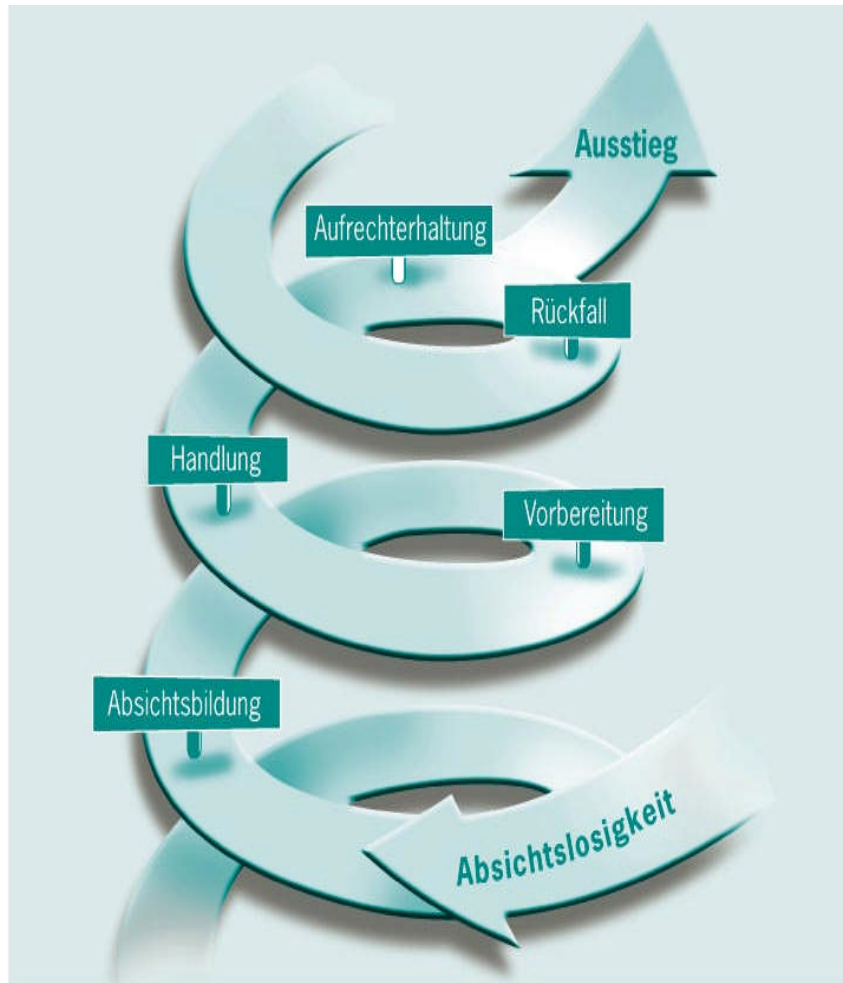 Ausstieg
Aufrechterhaltung
Rückfall
Handlung
Vorbereitung
Absichtsbildung
Absichtslosigkeit